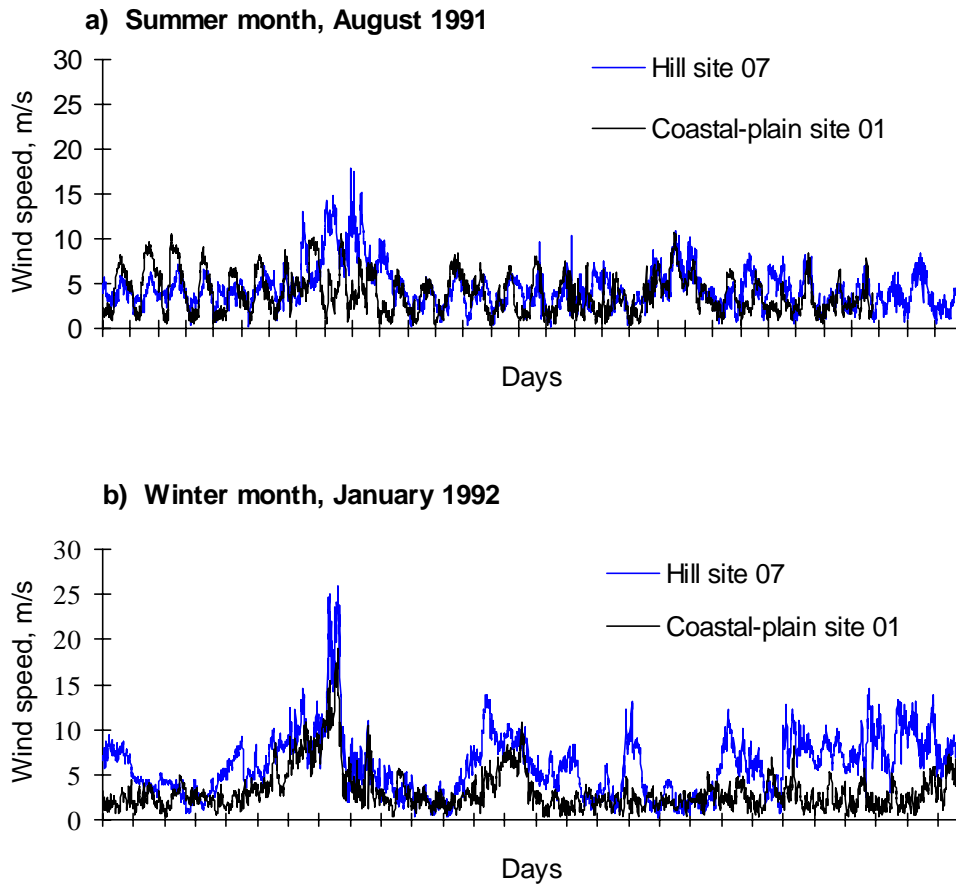 a) Summer month, August 1991
30
25
20
15
10
5
0
Wind speed, m/s
Hill site 07
Coastal-plain site 01
Days
b) Winter month, January 1992
30
25
20
15
10
5
0
Wind speed, m/s
Hill site 07
Coastal-plain site 01
Days